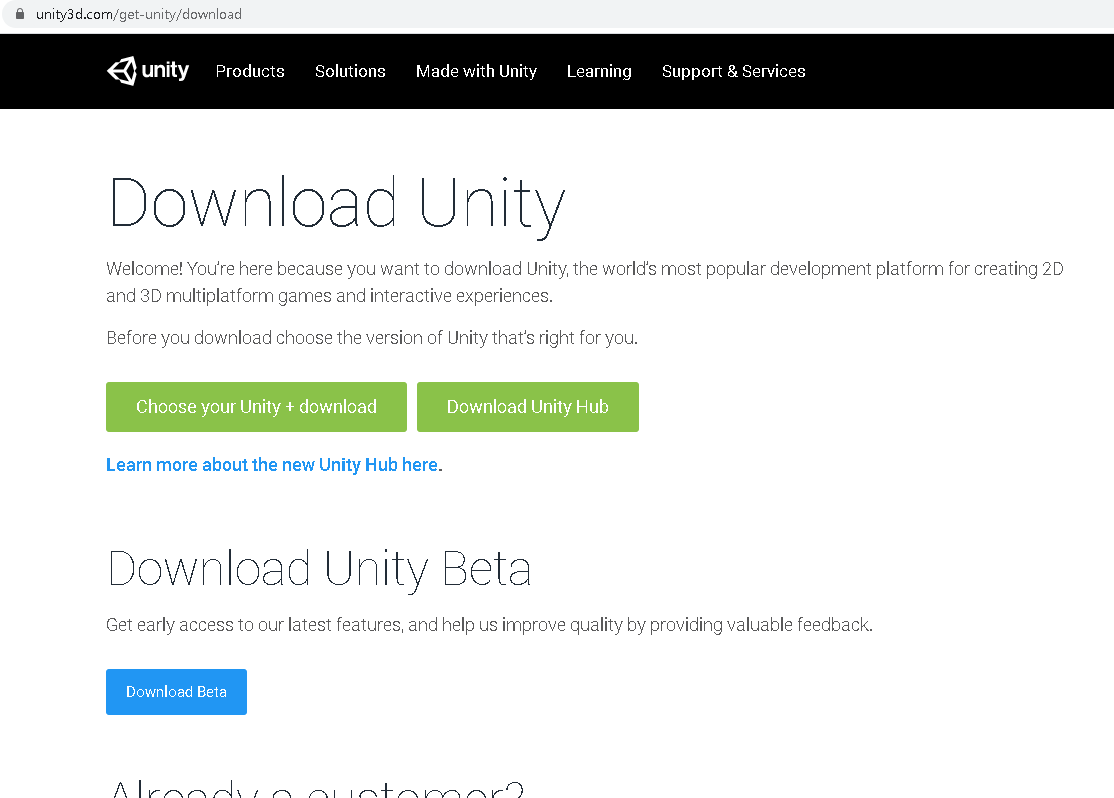 unity3d.com/get-unity/download
unity Products Solutions Made with Unity Learning Support & Services
Download Unity
Welcome! You're here because you want to download Unity, the world's most popular development platform for creating 2D
and 3D multiplatform games and interactive experiences.
Before you download choose the version of Unity that's right for you.
Choose your Unity + download Download Unity Hub
Learn more about the new Unity Hub here.
Download Unity Beta
Get early access to our latest features, and help us improve quality by providing valuable feedback.
Download Beta
Already a customer?